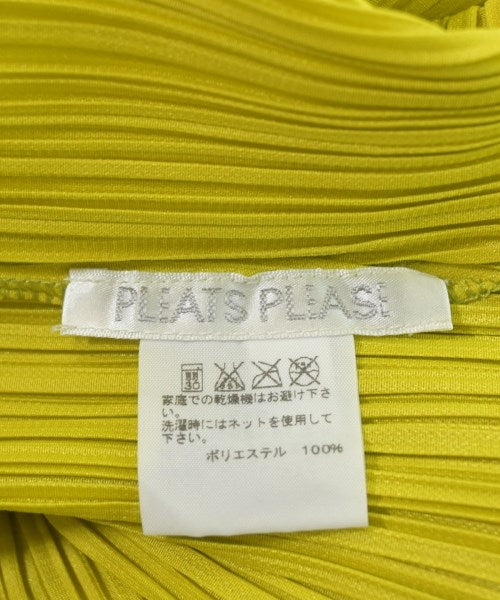 PLEATS PLEASE
30
家庭での乾燥機はお避け下さ
い。
洗濯時にはネットを使用して
下さい。
ポリエステル 100%